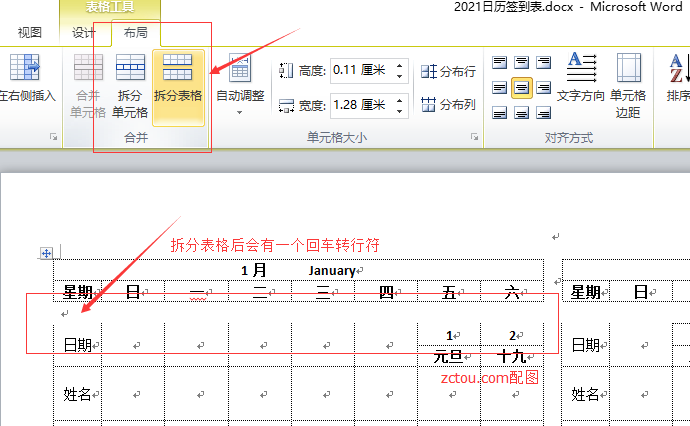 表格工具
2021日历签到表.docx - Microsoft Word
视图 设计 布局
在右侧插入 合并单元格 拆分单元格 拆分表格 自动调整 高度: 0.11 厘米 分布行
宽度: 1.28 厘米 分布列 文字方向 单元格边距 排序
合并 单元格大小 对齐方式
拆分表格后会有一个回车转行符
1 月 January
星期 日 一 二 三 四 五 六 星期 日
日期 1 2 日期
元旦 十九
zctou.com配图
姓名 姓名